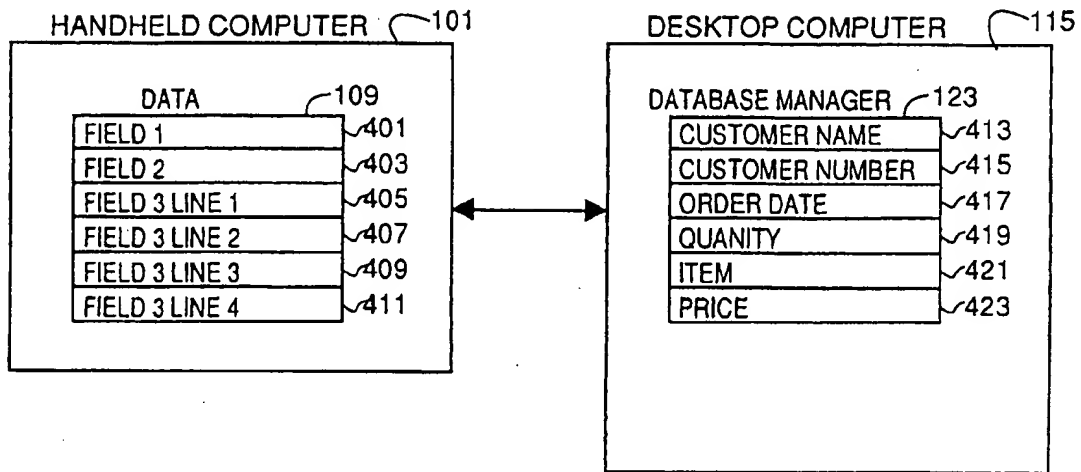 HANDHELD COMPUTER 101
DATA 109
FIELD 1 401
FIELD 2 403
FIELD 3 LINE 1 405
FIELD 3 LINE 2 407
FIELD 3 LINE 3 409
FIELD 3 LINE 4 411
DESKTOP COMPUTER 115
DATABASE MANAGER 123
CUSTOMER NAME 413
CUSTOMER NUMBER 415
ORDER DATE 417
QUANITY 419
ITEM 421
PRICE 423